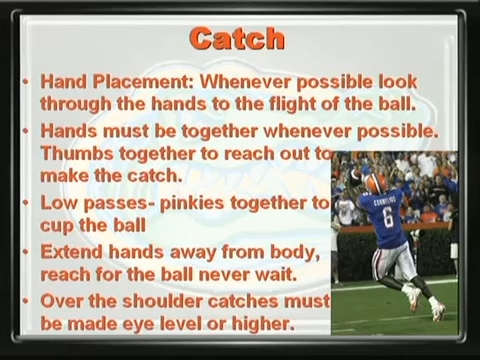 Catch
• Hand Placement: Whenever possible look
through the hands to the flight of the ball.
• Hands must be together whenever possible.
Thumbs together to reach out to
make the catch.
• Low passes- pinkies together to
cup the ball
• Extend hands away from body,
reach for the ball never wait.
• Over the shoulder catches must
be made eye level or higher.
CORNELIUS
6